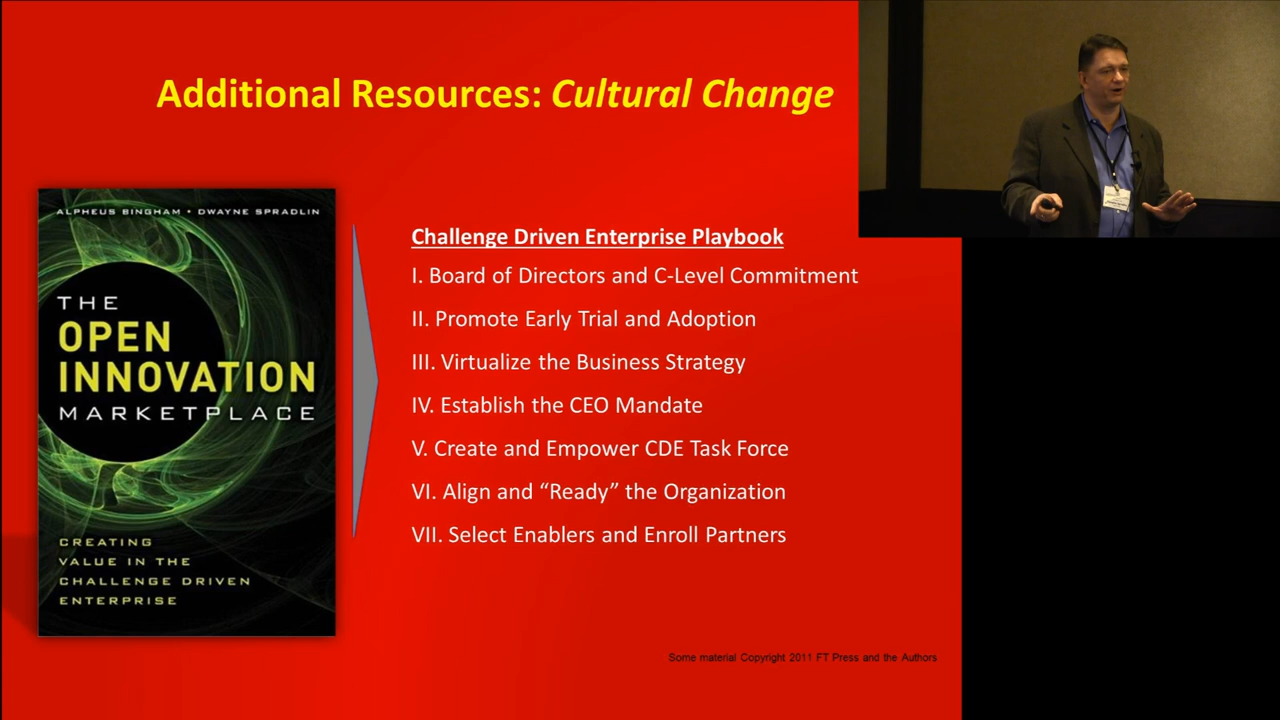 Additional Resources: Cultural Change
ALPHEUS BINGHAM • DWAYNE SPRADLIN
THE
OPEN
INNOVATION
MARKETPLACE
CREATING
VALUE IN THE
CHALLENGE DRIVEN
ENTERPRISE
Challenge Driven Enterprise Playbook
I. Board of Directors and C-Level Commitment
II. Promote Early Trial and Adoption
III. Virtualize the Business Strategy
IV. Establish the CEO Mandate
V. Create and Empower CDE Task Force
VI. Align and “Ready” the Organization
VII. Select Enablers and Enroll Partners
Some material Copyright 2011 FT Press and the Authors